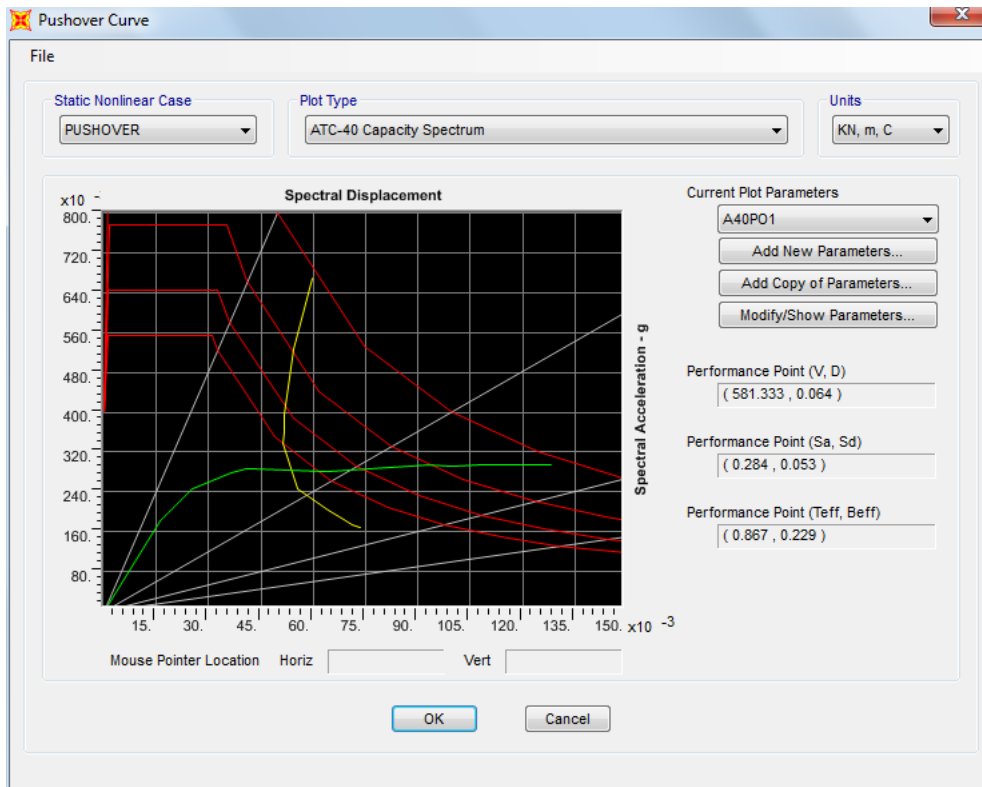 Pushover Curve
File
Static Nonlinear Case
PUSHOVER
Plot Type
ATC-40 Capacity Spectrum
Units
KN, m, C
x10 -
Spectral Displacement
800.
720.
640.
560.
480.
400.
320.
240.
160.
80.
15. 30. 45. 60. 75. 90. 105. 120. 135. 150. x10 -3
Spectral Acceleration - g
Mouse Pointer Location Horiz Vert
Current Plot Parameters
A40PO1
Add New Parameters...
Add Copy of Parameters...
Modify/Show Parameters...
Performance Point (V, D)
( 581.333 , 0.064 )
Performance Point (Sa, Sd)
( 0.284 , 0.053 )
Performance Point (Teff, Beff)
( 0.867 , 0.229 )
OK
Cancel